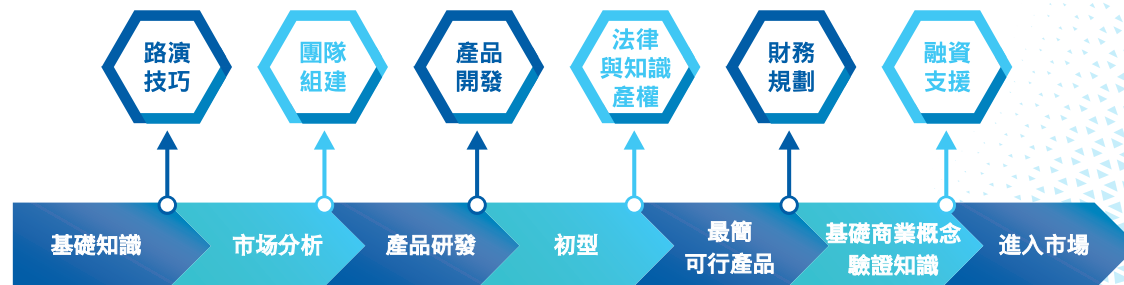 路演
技巧
團隊
組建
產品
開發
法律
與知識
產權
財務
規劃
融資
支援
基礎知識
市场分析
產品研發
初型
最簡
可行產品
基礎商業概念
驗證知識
進入市場